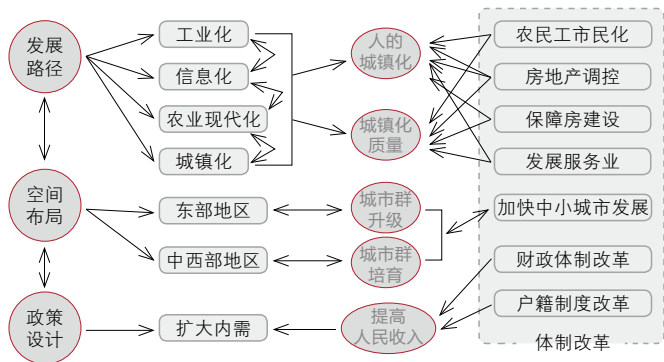 发展
路径
工业化
信息化
农业现代化
城镇化
人的
城镇化
城镇化
质量
农民工市民化
房地产调控
保障房建设
发展服务业
空间
布局
东部地区
中西部地区
城市群
升级
城市群
培育
加快中小城市发展
财政体制改革
户籍制度改革
体制改革
政策
设计
扩大内需
提高
人民收入